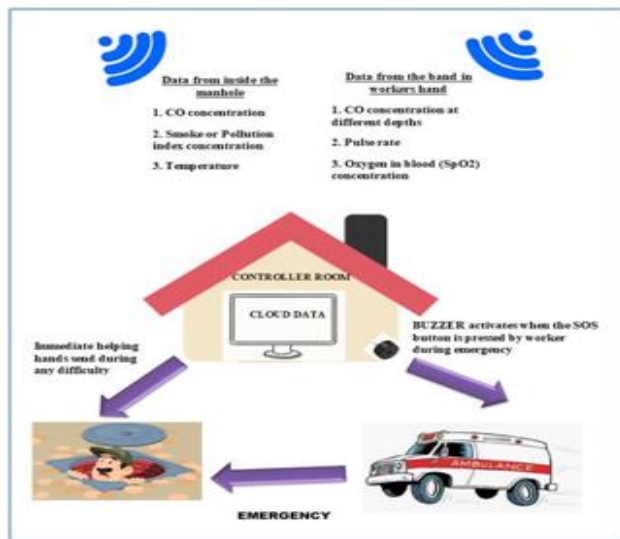 Data from inside the
manhole
1. CO concentration
2. Smoke or Pollution
index concentration
3. Temperature
Data from the band in
workers hand
1. CO concentration at
different depths
2. Pulse rate
3. Oxygen in blood (SpO2)
concentration
CONTROLLER ROOM
CLOUD DATA
Immediate helping
hands send during
any difficulty
BUZZER activates when the SOS
button is pressed by worker
during emergency
AMBULANCE
EMERGENCY